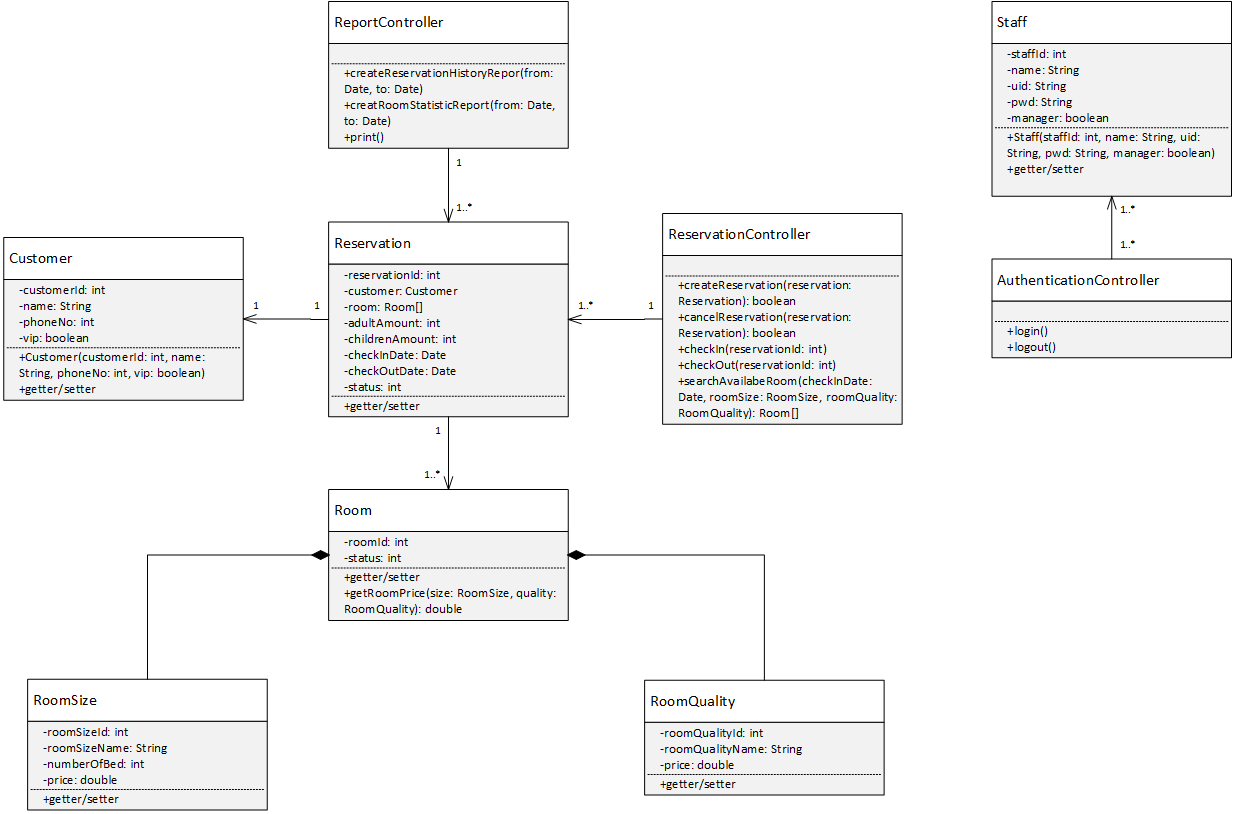 ReportController
+createReservationHistoryRepor(from:
Date, to: Date)
+creatRoomStatisticReport(from: Date,
to: Date)
+print()
Staff
-staffId: int
-name: String
-uid: String
-pwd: String
-manager: boolean
+Staff(staffId: int, name: String, uid:
String, pwd: String, manager: boolean)
+getter/setter
1
1..*
1..*
1..*
Customer
-customerId: int
-name: String
-phoneNo: int
-vip: boolean
+Customer(customerId: int, name:
String, phoneNo: int, vip: boolean)
+getter/setter
1
1
Reservation
-reservationId: int
-customer: Customer
-room: Room[]
-adultAmount: int
-childrenAmount: int
-checkInDate: Date
-checkOutDate: Date
-status: int
+getter/setter
1..*
1
ReservationController
+createReservation(reservation:
Reservation): boolean
+cancelReservation(reservation:
Reservation): boolean
+checkIn(reservationId: int)
+checkOut(reservationId: int)
+searchAvailabeRoom(checkInDate:
Date, roomSize: RoomSize, roomQuality:
RoomQuality): Room[]
AuthenticationController
+login()
+logout()
1
1..*
Room
-roomId: int
-status: int
+getter/setter
+getRoomPrice(size: RoomSize, quality:
RoomQuality): double
RoomSize
-roomSizeId: int
-roomSizeName: String
-numberOfBed: int
-price: double
+getter/setter
RoomQuality
-roomQualityId: int
-roomQualityName: String
-price: double
+getter/setter